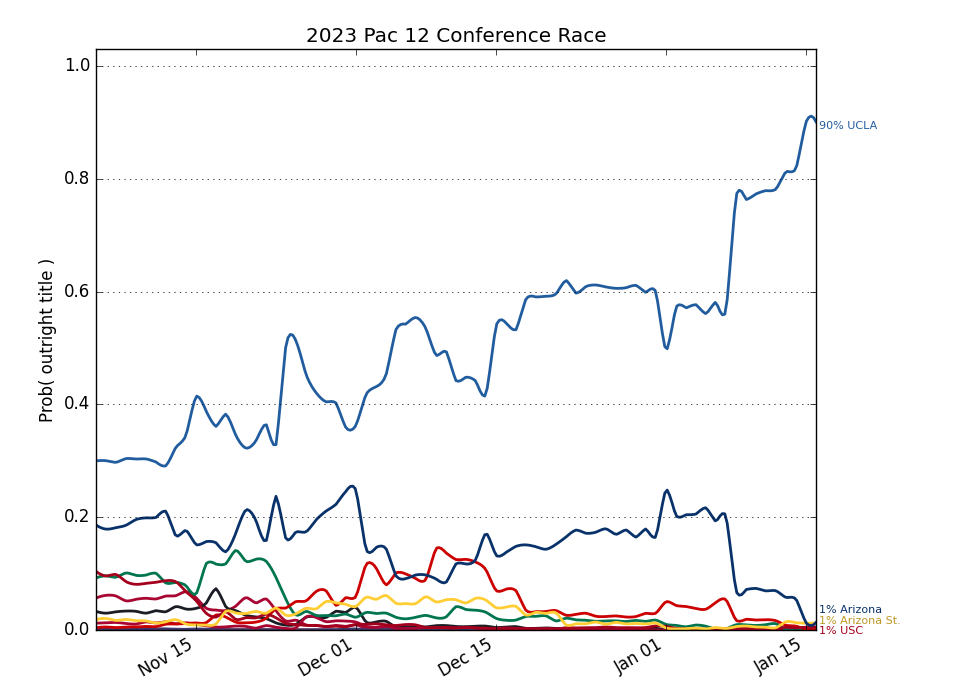 2023 Pac 12 Conference Race
Prob( outright title )
1.0
0.8
0.6
0.4
0.2
0.0
Nov 15
Dec 01
Dec 15
Jan 01
Jan 15
90% UCLA
1% Arizona
1% Arizona St.
1% USC